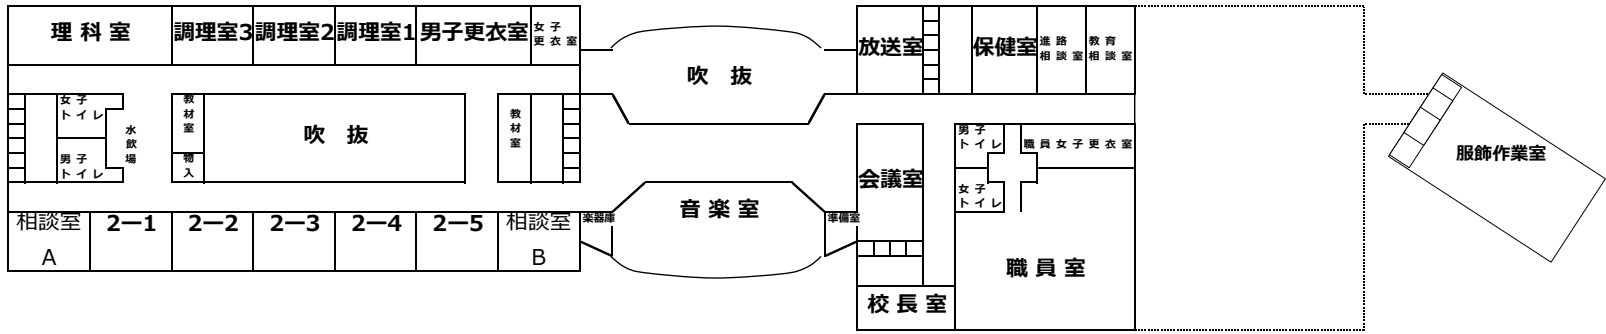 理科室
調理室3
調理室2
調理室1
男子更衣室
女子
更衣室
吹 抜
放送室
保健室
進路
相談室
教育
相談室
女子
トイレ
男子
トイレ
水飲場
教材室
物入
吹 抜
教材室
音楽室
楽器庫
準備室
会議室
男子
トイレ
女子
トイレ
職員女子更衣室
服飾作業室
相談室
A
2ー1
2ー2
2ー3
2ー4
2ー5
相談室
B
職員室
校長室